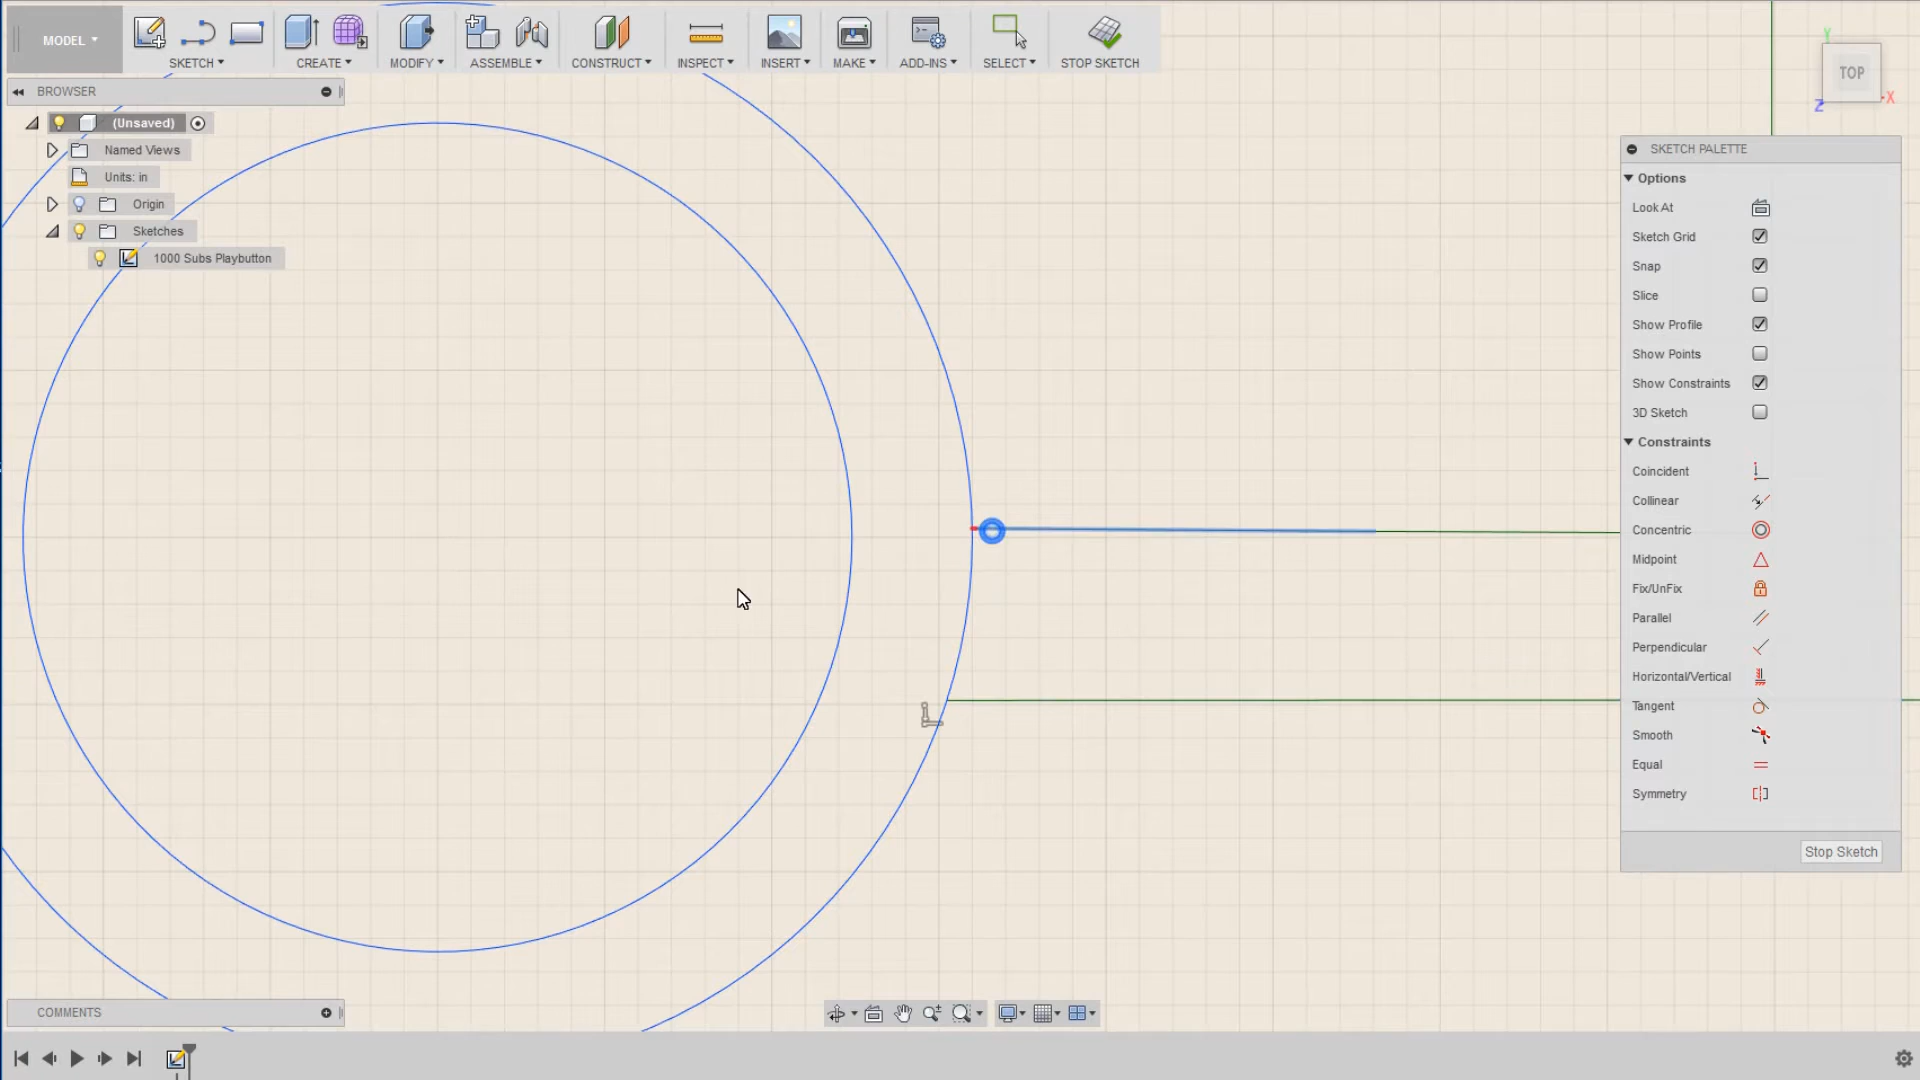 MODEL
SKETCH
CREATE
MODIFY
ASSEMBLE
CONSTRUCT
INSPECT
INSERT
MAKE
ADD-INS
SELECT
STOP SKETCH
Y
TOP
X
Z
BROWSER
(Unsaved)
Named Views
Units: in
Origin
Sketches
1000 Subs Playbutton
SKETCH PALETTE
Options
Look At
Sketch Grid
Snap
Slice
Show Profile
Show Points
Show Constraints
3D Sketch
Constraints
Coincident
Collinear
Concentric
Midpoint
Fix/UnFix
Parallel
Perpendicular
Horizontal/Vertical
Tangent
Smooth
Equal
Symmetry
Stop Sketch
COMMENTS